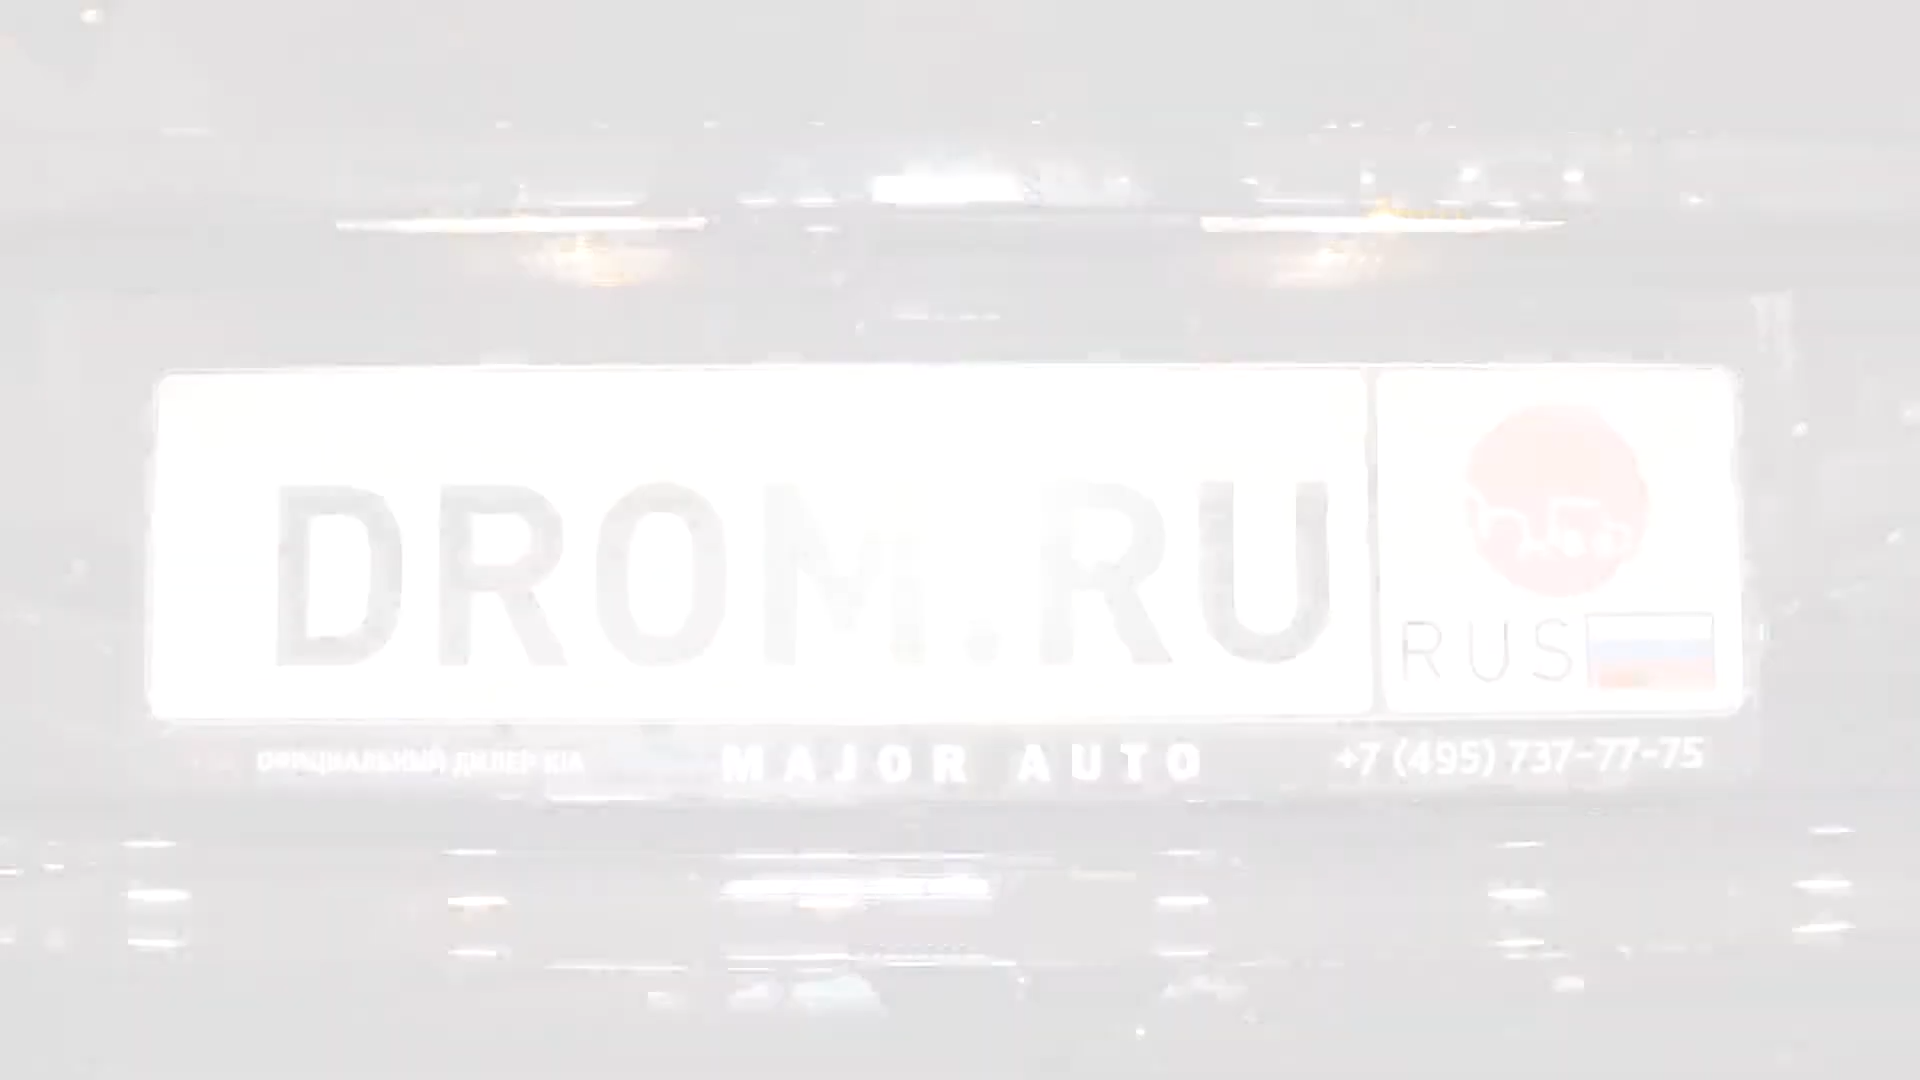 DROM.RU
RUS
ОФИЦИАЛЬНЫЙ ДИЛЕР KIA
MAJOR AUTO
+7 (495) 737-77-75